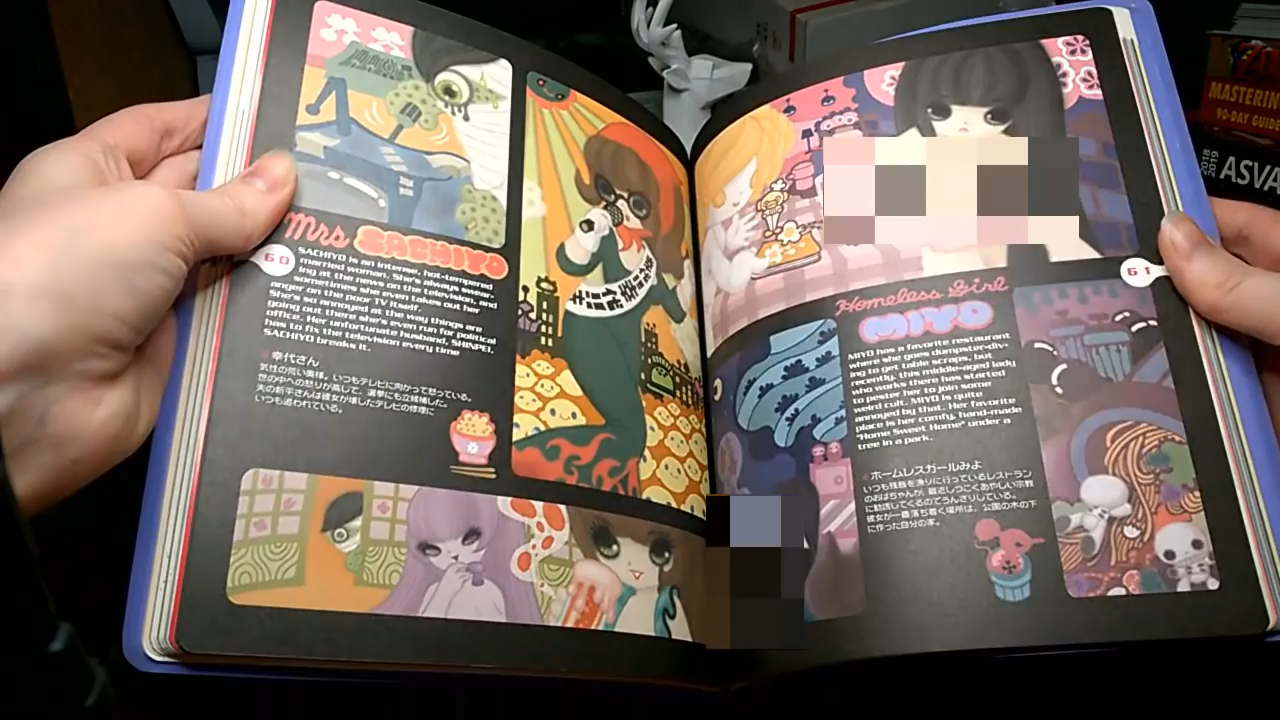 Mrs SACHIYO
60
SACHIYO is an intense, hot-tempered
married woman. She's always swear-
ing at the news on the television, and
sometimes she even takes out her
anger on the poor TV itself.
She's so annoyed at the way things are
going out there she's even run for political
office. Her unfortunate husband, SHINPEI,
has to fix the television every time
SACHIYO breaks it.
幸代さん
気性の荒い奥様。いつもテレビに向かって怒っている。
世の中への怒りが高じて、選挙にも立候補した。
夫の新平さんは彼女が壊したテレビの修理に
いつも追われている。
61
Homeless Girl
MIYO
MIYO has a favorite restaurant
where she goes dumpster-div-
ing to get table scraps, but
recently, this middle-aged lady
who works there has started
to pester her to join some
weird cult. MIYO is quite
annoyed by that. Her favorite
place is her comfy, hand-made
"Home Sweet Home" under a
tree in a park.
ホームレスガールみよ
いつも残飯を漁りに行っているレストラン
のおばちゃんが、最近しつこくあやしい宗教
に勧誘してくるのでうんざりしている。
彼女が一番落ち着く場所は、公園の木の下
に作った自分の家。
MASTERIN
90-DAY GUIDE
2018
2019
ASVA